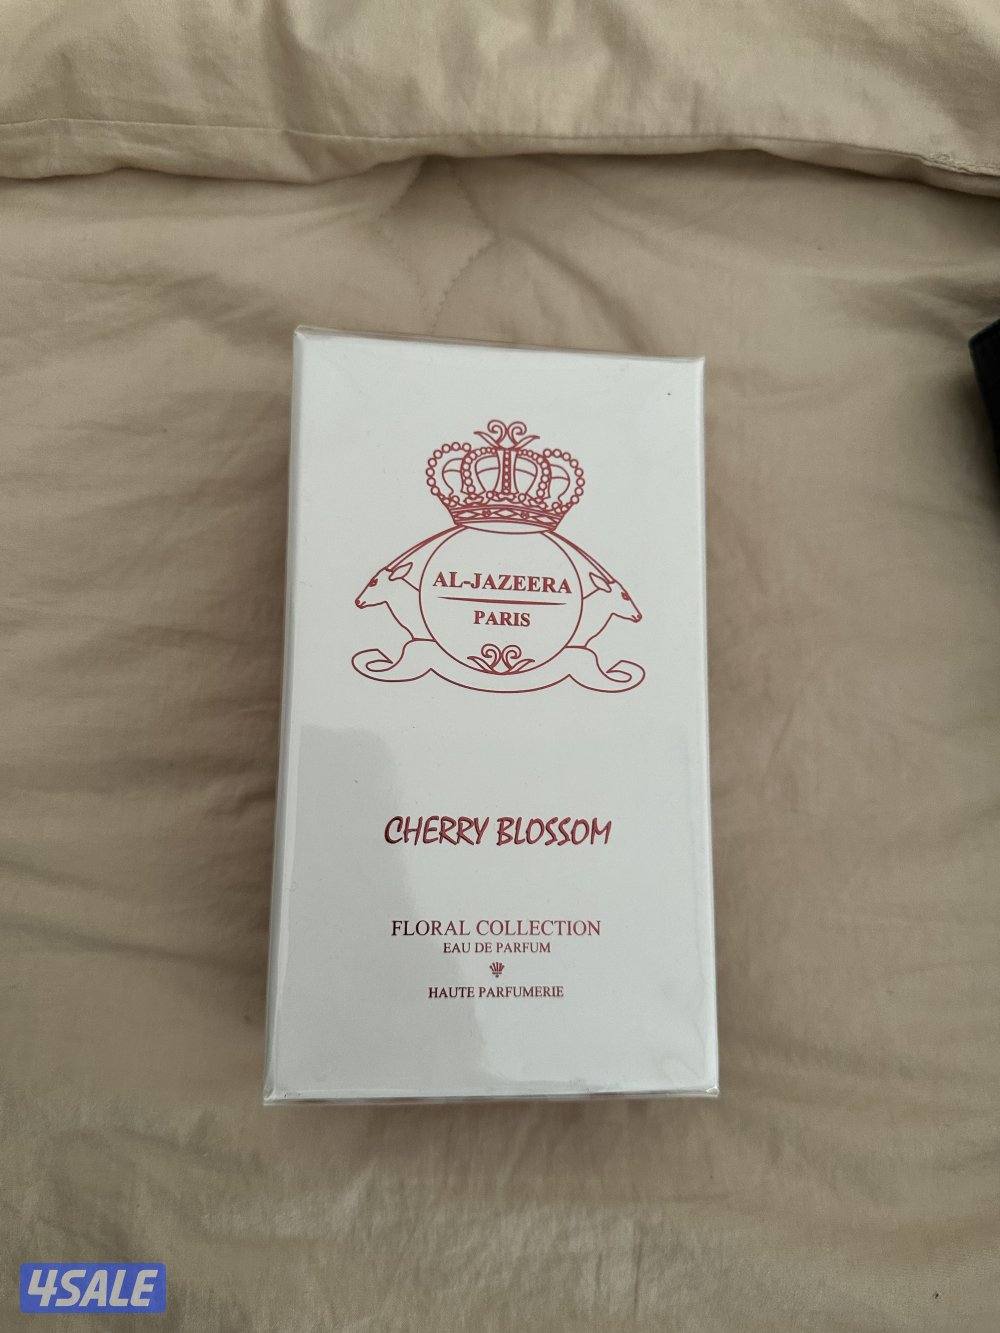 AL-JAZEERA
PARIS
CHERRY BLOSSOM
FLORAL COLLECTION
EAU DE PARFUM
HAUTE PARFUMERIE
4SALE